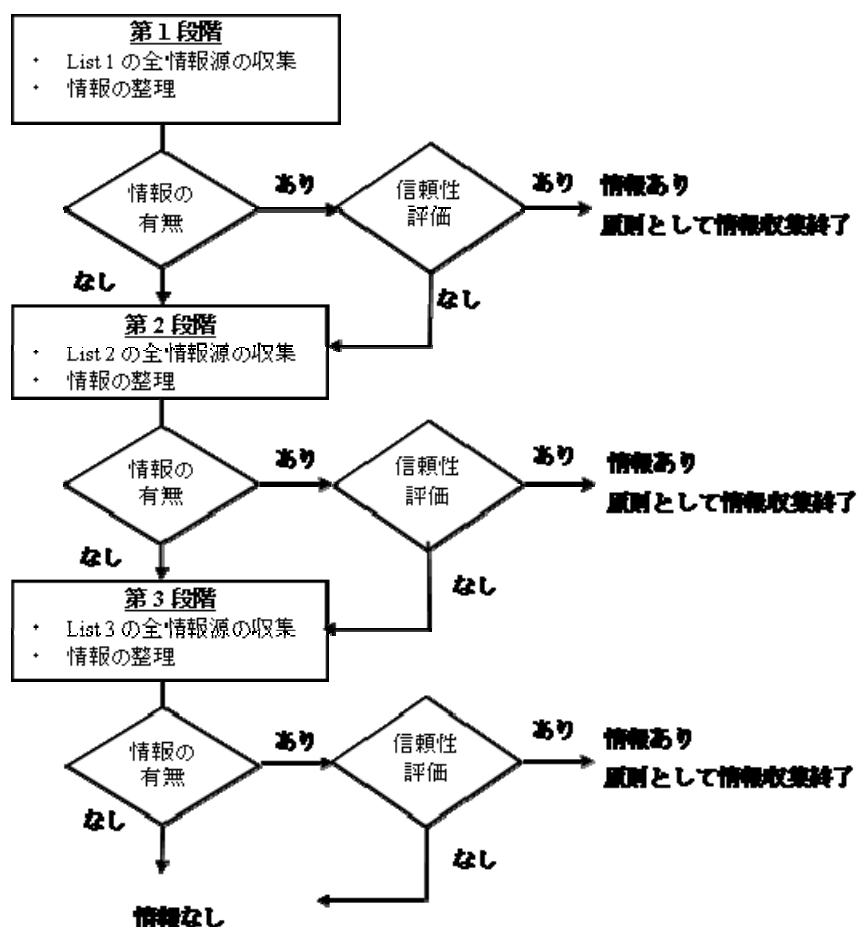 第１段階
・ List 1 の全情報源の収集
・ 情報の整理
情報の
有無
あり
信頼性
評価
あり
情報あり
原則として情報収集終了
なし
なし
第２段階
・ List 2 の全情報源の収集
・ 情報の整理
情報の
有無
あり
信頼性
評価
あり
情報あり
原則として情報収集終了
なし
なし
第３段階
・ List 3 の全情報源の収集
・ 情報の整理
情報の
有無
あり
信頼性
評価
あり
情報あり
原則として情報収集終了
なし
なし
情報なし